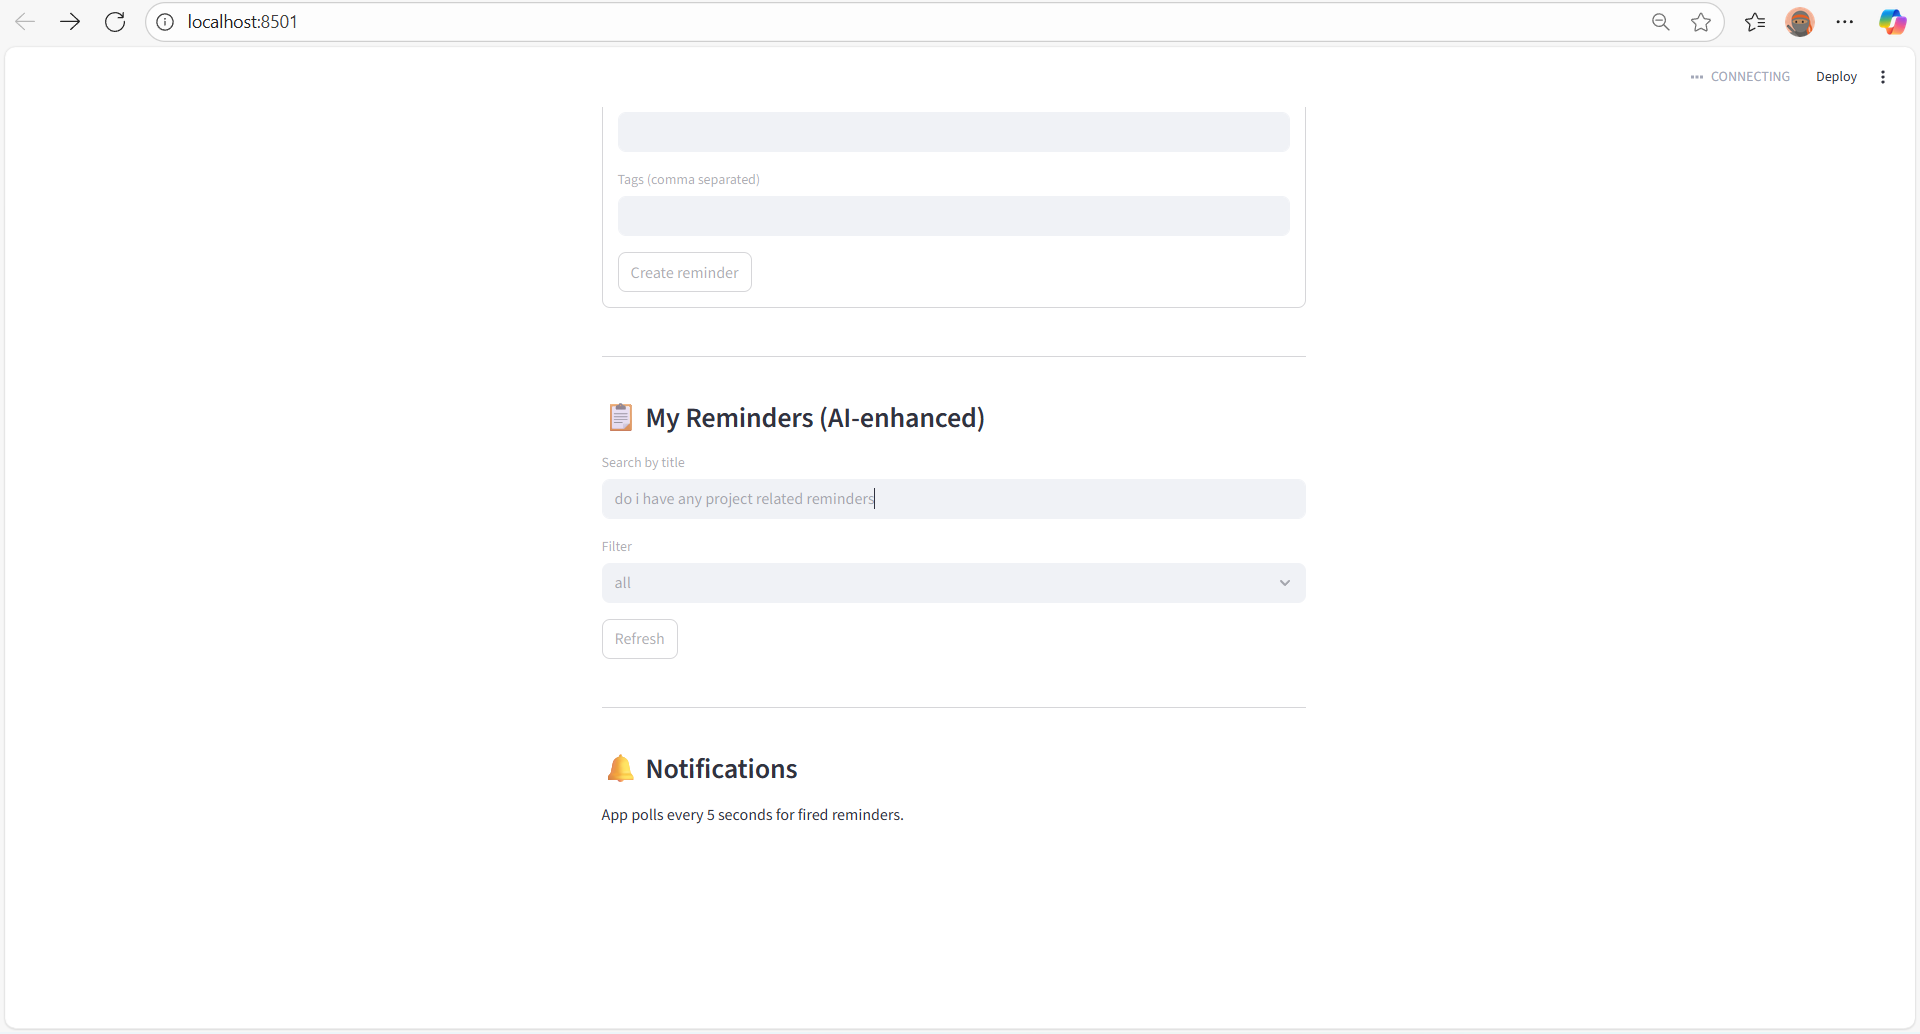 localhost:8501
CONNECTING
Deploy
Tags (comma separated)
Create reminder
My Reminders (AI-enhanced)
Search by title
do i have any project related reminders
Filter
all
Refresh
Notifications
App polls every 5 seconds for fired reminders.